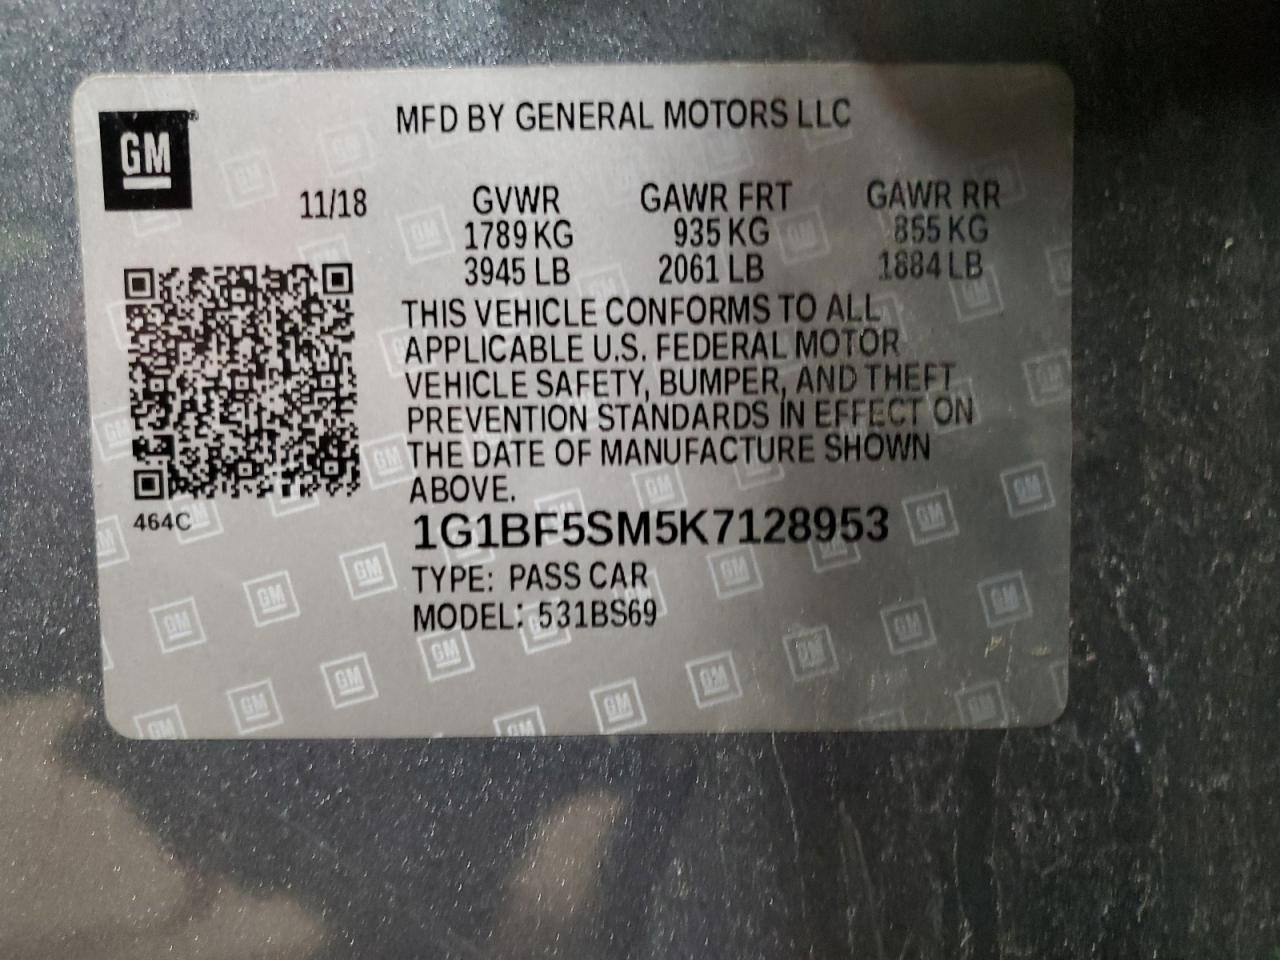 GM
MFD BY GENERAL MOTORS LLC
11/18 GVWR GAWR FRT GAWR RR
1789 KG 935 KG 855 KG
3945 LB 2061 LB 1884 LB
THIS VEHICLE CONFORMS TO ALL
APPLICABLE U.S. FEDERAL MOTOR
VEHICLE SAFETY, BUMPER, AND THEFT
PREVENTION STANDARDS IN EFFECT ON
THE DATE OF MANUFACTURE SHOWN
ABOVE.
464C
1G1BF5SM5K7128953
TYPE: PASS CAR
MODEL: 531BS69